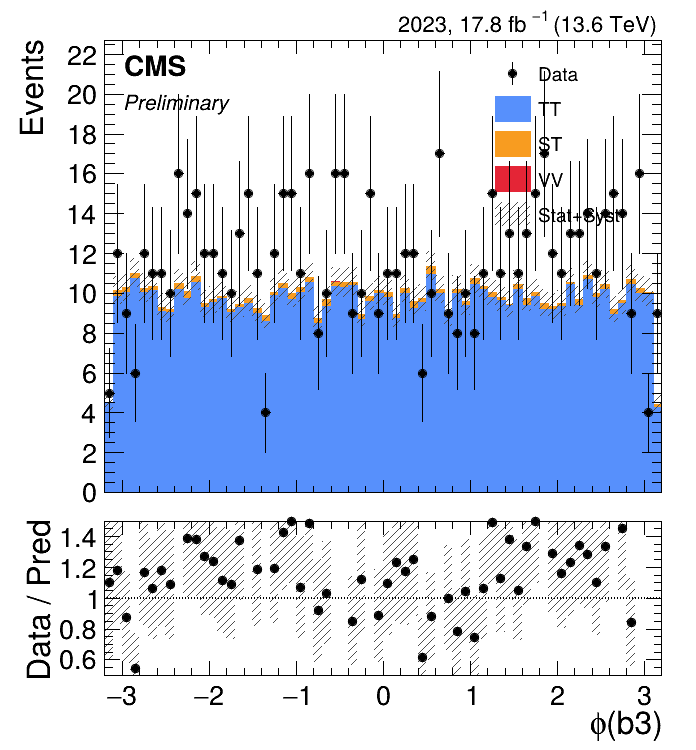 2023, 17.8 fb⁻¹ (13.6 TeV)
Events
22
20
18
16
14
12
10
8
6
4
2
0
CMS
Preliminary
Data
TT
ST
VV
Stat+Syst
Data / Pred
1.4
1.2
1
0.8
0.6
−3 −2 −1 0 1 2 3
ϕ(b3)